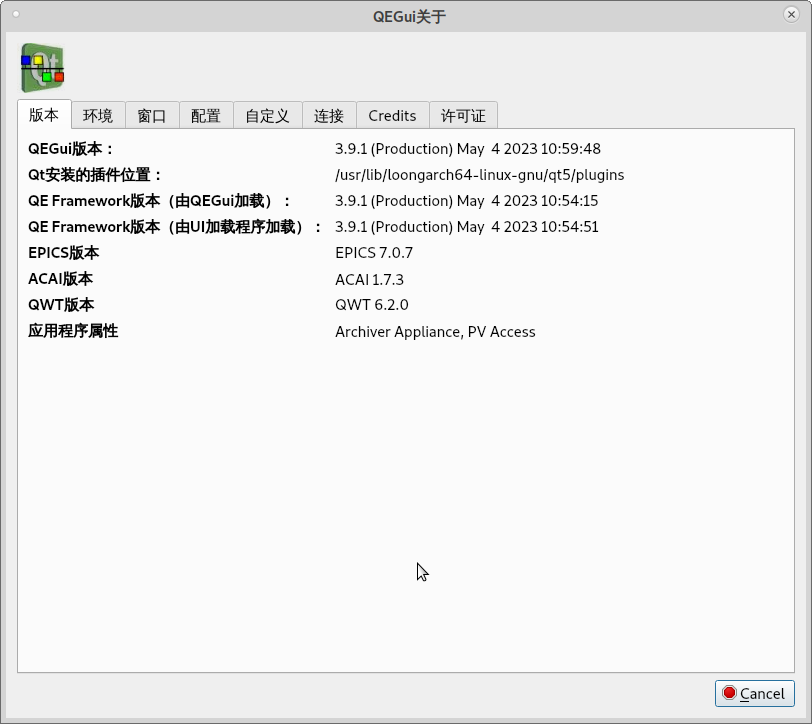 QEGui关于
版本 环境 窗口 配置 自定义 连接 Credits 许可证
QEGui版本： 3.9.1 (Production) May  4 2023 10:59:48
Qt安装的插件位置： /usr/lib/loongarch64-linux-gnu/qt5/plugins
QE Framework版本（由QEGui加载）： 3.9.1 (Production) May  4 2023 10:54:15
QE Framework版本（由UI加载程序加载）： 3.9.1 (Production) May  4 2023 10:54:51
EPICS版本 EPICS 7.0.7
ACAI版本 ACAI 1.7.3
QWT版本 QWT 6.2.0
应用程序属性 Archiver Appliance, PV Access
Cancel